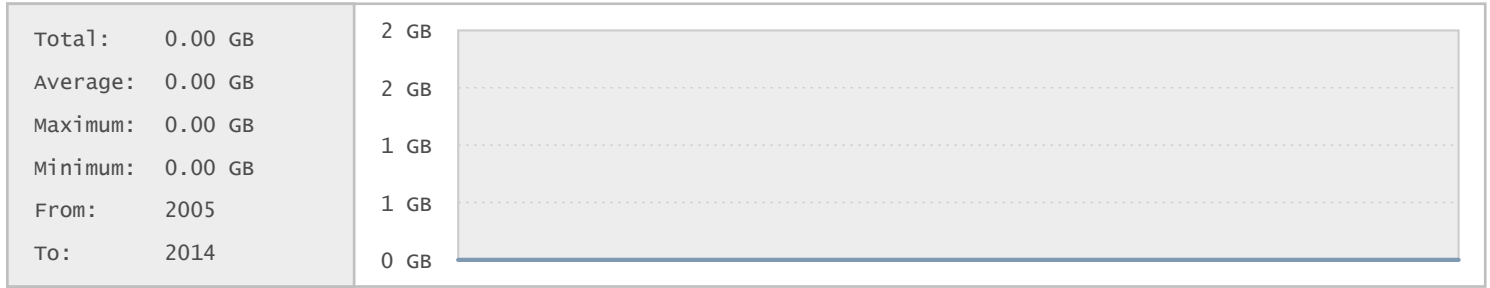 Total: 0.00 GB
Average: 0.00 GB
Maximum: 0.00 GB
Minimum: 0.00 GB
From: 2005
To: 2014
2 GB
2 GB
1 GB
1 GB
0 GB